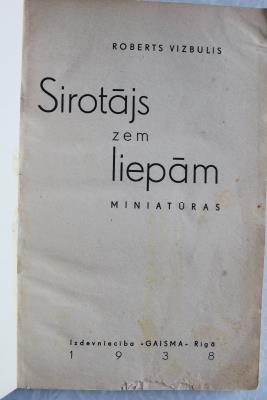 ROBERTS VIZBULIS
Sirotājs
zem
liepām
MINIATŪRAS
Izdevniecība «GAISMA» Rīgā
1938